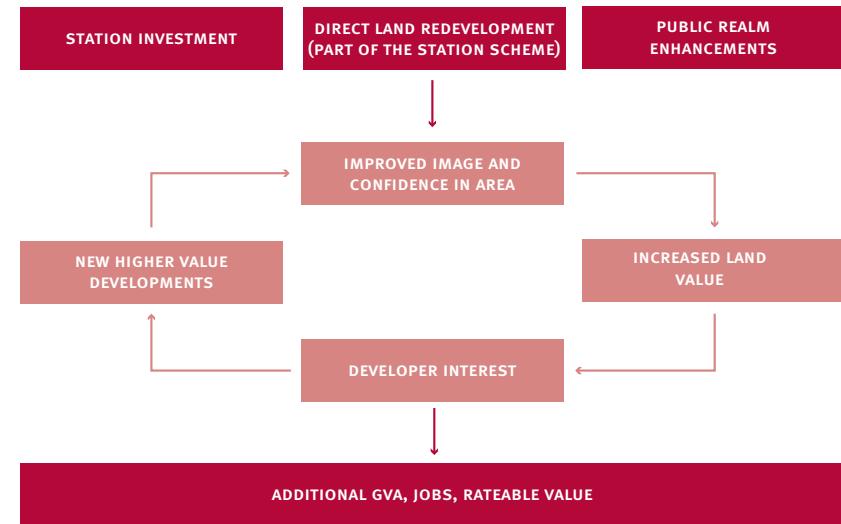 STATION INVESTMENT
DIRECT LAND REDEVELOPMENT
(PART OF THE STATION SCHEME)
PUBLIC REALM
ENHANCEMENTS
IMPROVED IMAGE AND
CONFIDENCE IN AREA
NEW HIGHER VALUE
DEVELOPMENTS
INCREASED LAND
VALUE
DEVELOPER INTEREST
ADDITIONAL GVA, JOBS, RATEABLE VALUE